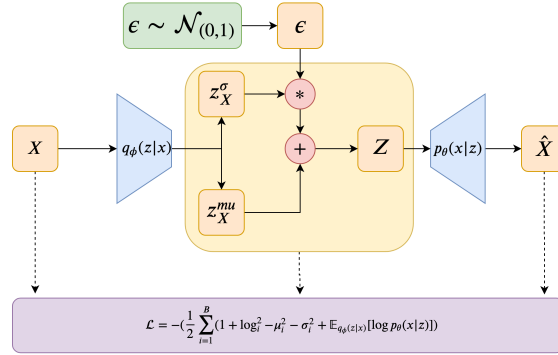 ϵ ∼ 𝒩₍₀,₁₎
ϵ
z_X^σ
*
X
q_ϕ(z|x)
+
Z
p_θ(x|z)
X̂
z_X^{mu}
ℒ = −(1/2 ∑_{i=1}^{B}(1 + log_i^2 − μ_i^2 − σ_i^2 + 𝔼_{q_ϕ(z|x)}[log p_θ(x|z)])